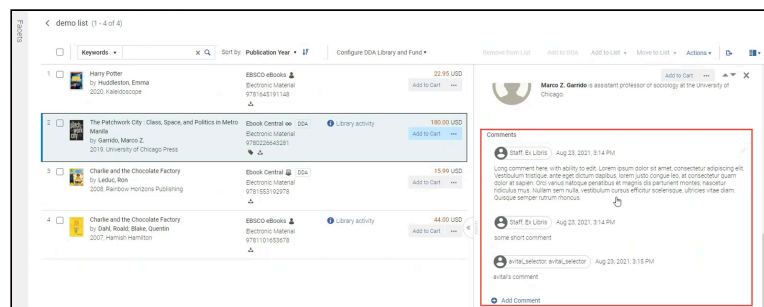 Facets
demo list (1 - 4 of 4)
Keywords
Sort by: Publication Year
Configure DDA Library and Fund
Remove from List
Add to DDA
Add to List
Move to List
Actions
1
Harry Potter
by Huddleston, Emma
2020, Kaleidoscope
EBSCO eBooks
Electronic Material
9781645191148
22.95 USD
Add to Cart
2
The Patchwork City : Class, Space, and Politics in Metro
Manila
by Garrido, Marco Z.
2019, University of Chicago Press
Ebook Central DDA
Electronic Material
9780226643281
Library activity
180.00 USD
Add to Cart
3
Charlie and the Chocolate Factory
by Leduc, Ron
2008, Rainbow Horizons Publishing
Ebook Central DDA
Electronic Material
9781553192978
15.99 USD
Add to Cart
4
Charlie and the Chocolate Factory
by Dahl, Roald; Blake, Quentin
2007, Hamish Hamilton
EBSCO eBooks
Electronic Material
9781101653678
Library activity
44.00 USD
Add to Cart
Add to Cart
Marco Z. Garrido is assistant professor of sociology at the University of
Chicago.
Comments
Staff, Ex Libris Aug 23, 2021, 3:14 PM
Long comment here, with ability to edit. Lorem ipsum dolor sit amet, consectetur adipiscing elit.
Vestibulum tristique, ante eget dictum dapibus, lorem justo congue leo, at consectetur quam
dolor at sapien. Orci varius natoque penatibus et magnis dis parturient montes, nascetur
ridiculus mus. Nullam sem nulla, vestibulum cursus efficitur scelerisque, ultricies vitae diam.
Quisque semper rutrum rhoncus.
Staff, Ex Libris Aug 23, 2021, 3:14 PM
some short comment
avital_selector, avital_selector Aug 23, 2021, 3:15 PM
avital's comment
Add Comment